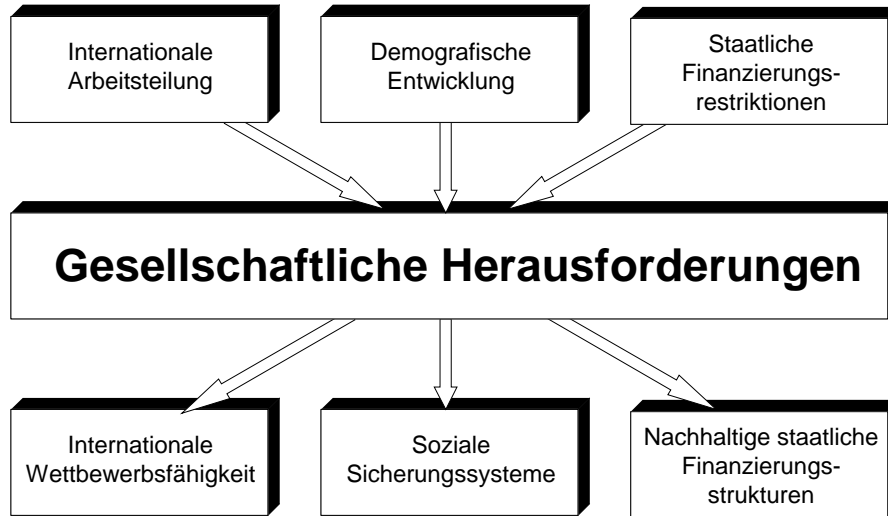 Internationale
Arbeitsteilung
Demografische
Entwicklung
Staatliche
Finanzierungs-
restriktionen
Gesellschaftliche Herausforderungen
Internationale
Wettbewerbsfähigkeit
Soziale
Sicherungssysteme
Nachhaltige staatliche
Finanzierungs-
strukturen